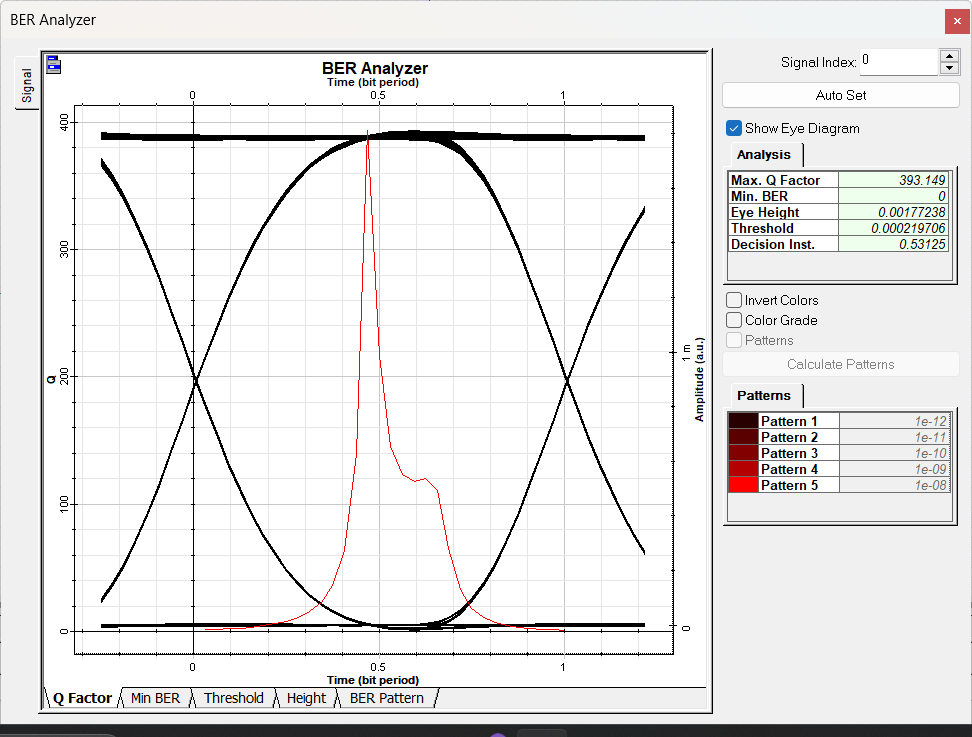 BER Analyzer
Signal
BER Analyzer
Time (bit period)
0 0.5 1
400
300
200
100
0
Q
1 m
0
Amplitude (a.u.)
0 0.5 1
Time (bit period)
Q Factor Min BER Threshold Height BER Pattern
Signal Index: 0
Auto Set
Show Eye Diagram
Analysis
Max. Q Factor 393.149
Min. BER 0
Eye Height 0.00177238
Threshold 0.000219706
Decision Inst. 0.53125
Invert Colors
Color Grade
Patterns
Calculate Patterns
Patterns
Pattern 1 1e-12
Pattern 2 1e-11
Pattern 3 1e-10
Pattern 4 1e-09
Pattern 5 1e-08